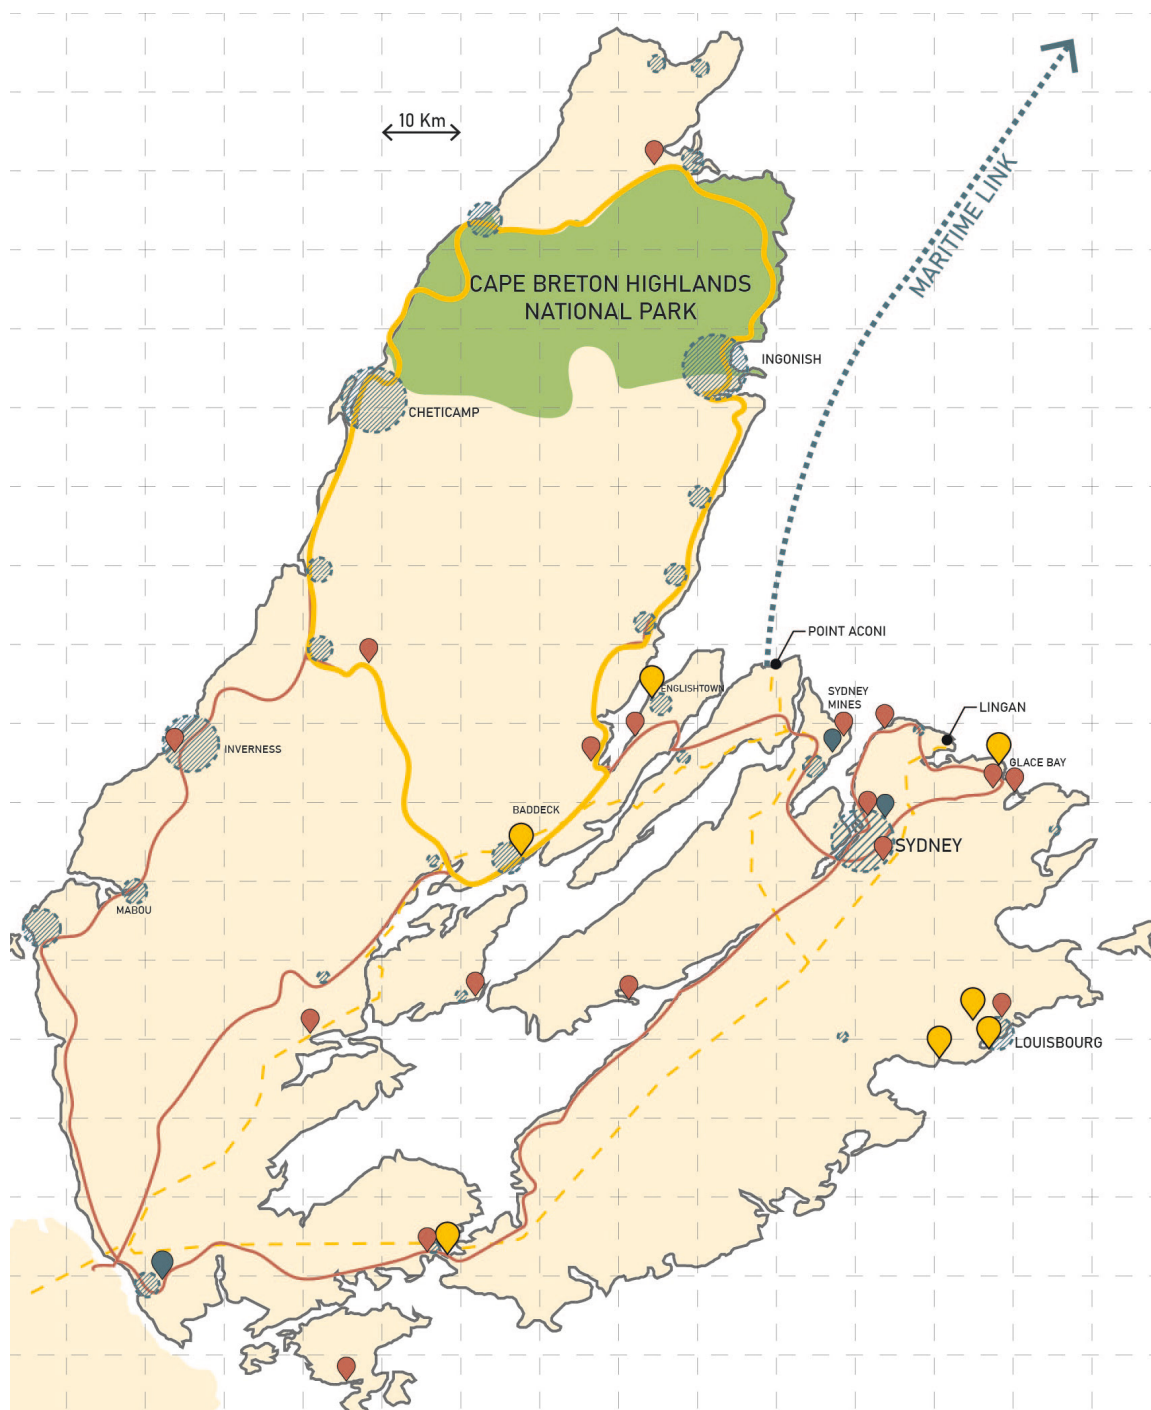 10 Km
MARITIME LINK
CAPE BRETON HIGHLANDS
NATIONAL PARK
INGONISH
CHETICAMP
POINT ACONI
ENGLISHTOWN
SYDNEY
MINES
LINGAN
INVERNESS
GLACE BAY
BADDECK
SYDNEY
MABOU
LOUISBOURG